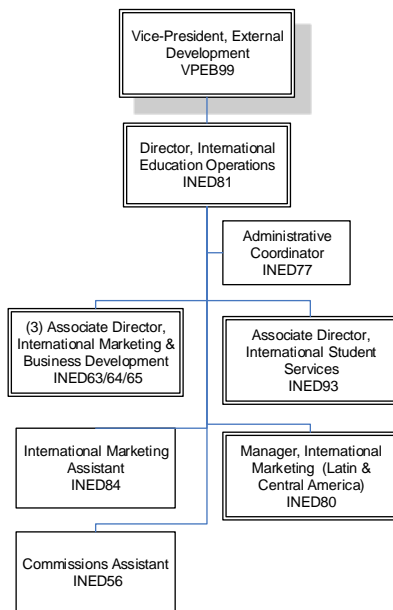 Vice-President, External
Development
VPEB99
Director, International
Education Operations
INED81
Administrative
Coordinator
INED77
(3) Associate Director,
International Marketing &
Business Development
INED63/64/65
Associate Director,
International Student
Services
INED93
International Marketing
Assistant
INED84
Manager, International
Marketing (Latin &
Central America)
INED80
Commissions Assistant
INED56